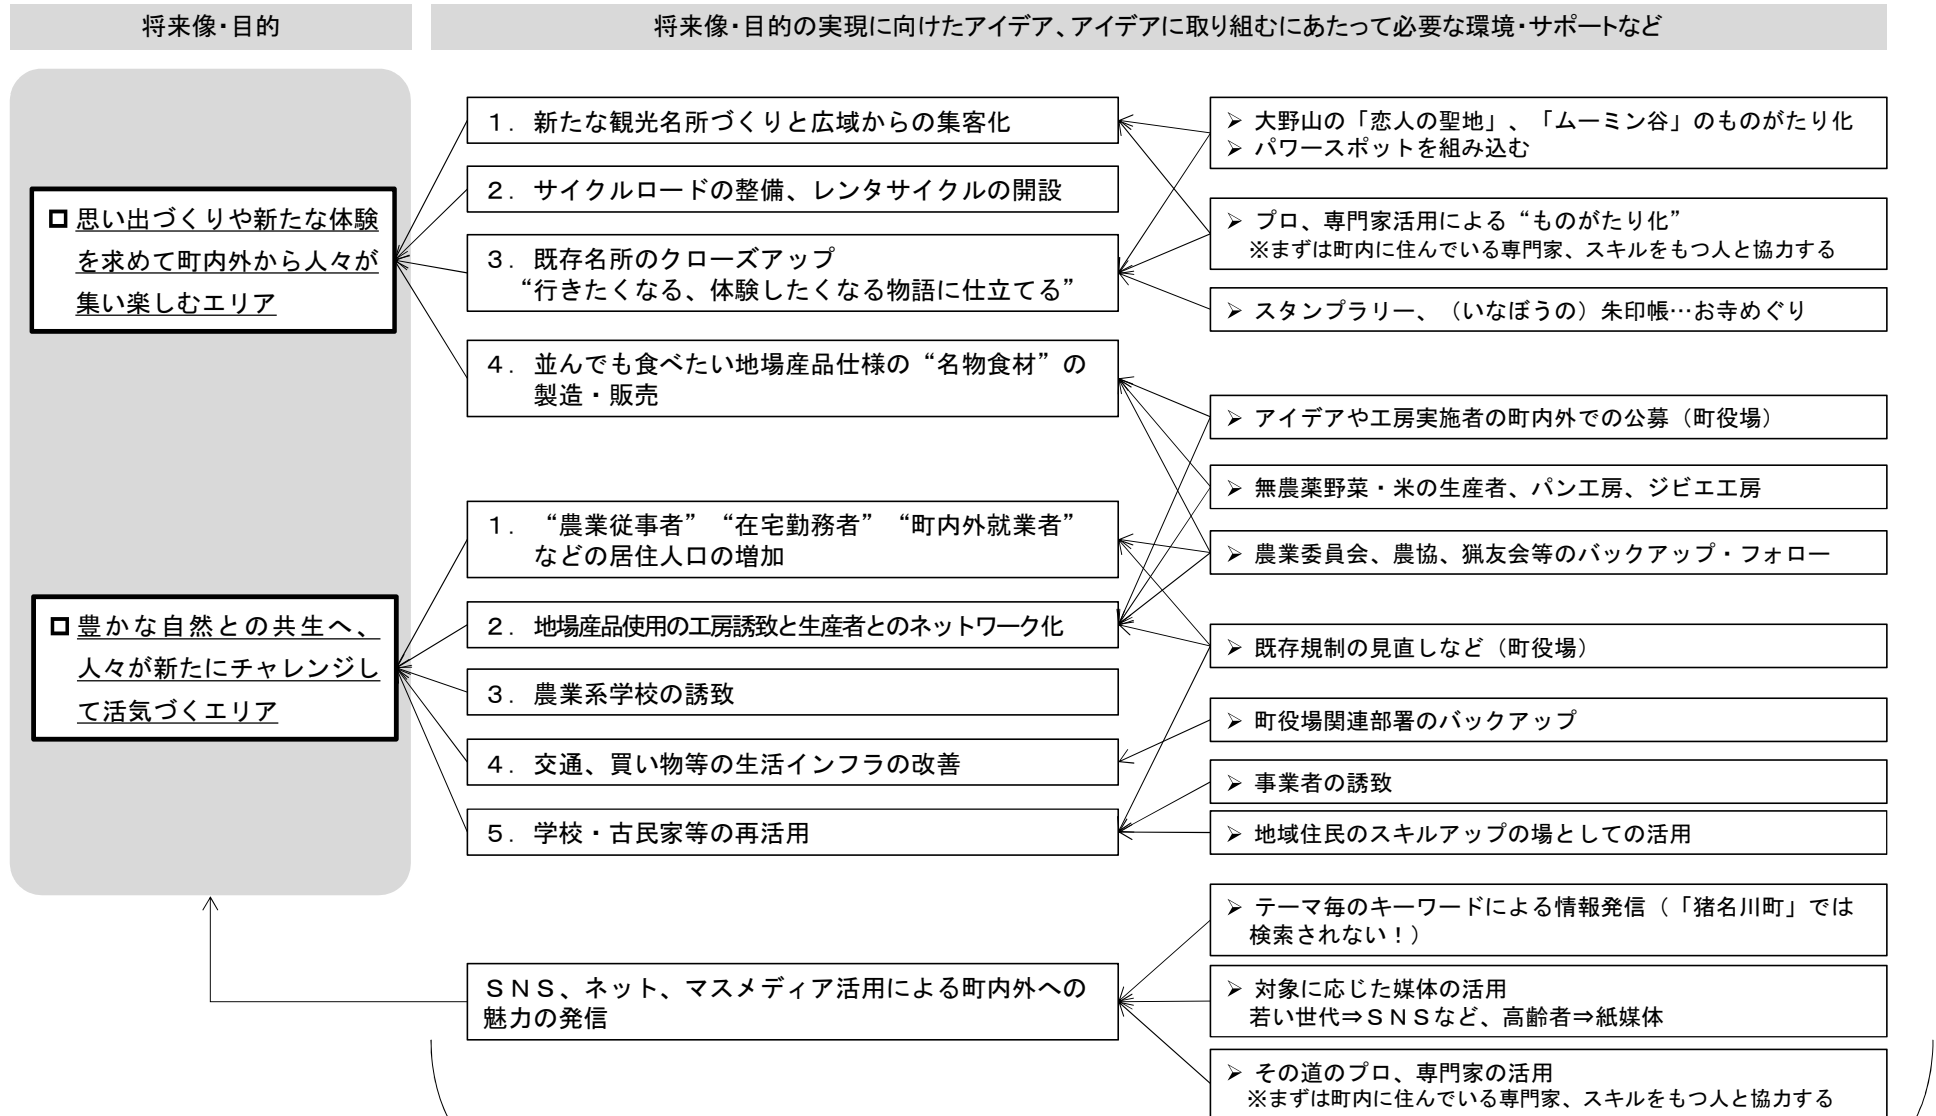 将来像・目的
将来像・目的の実現に向けたアイデア、アイデアに取り組むにあたって必要な環境・サポートなど
思い出づくりや新たな体験
を求めて町内外から人々が
集い楽しむエリア
１．新たな観光名所づくりと広域からの集客化
２．サイクルロードの整備、レンタサイクルの開設
３．既存名所のクローズアップ
“行きたくなる、体験したくなる物語に仕立てる”
４．並んでも食べたい地場産品仕様の“名物食材”の
製造・販売
➢ 大野山の「恋人の聖地」、「ムーミン谷」のものがたり化
➢ パワースポットを組み込む
➢ プロ、専門家活用による“ものがたり化”
※まずは町内に住んでいる専門家、スキルをもつ人と協力する
➢ スタンプラリー、（いなぼうの）朱印帳…お寺めぐり
➢ アイデアや工房実施者の町内外での公募（町役場）
➢ 無農薬野菜・米の生産者、パン工房、ジビエ工房
➢ 農業委員会、農協、猟友会等のバックアップ・フォロー
豊かな自然との共生へ、
人々が新たにチャレンジし
て活気づくエリア
１．“農業従事者”“在宅勤務者”“町内外就業者”
などの居住人口の増加
２．地場産品使用の工房誘致と生産者とのネットワーク化
３．農業系学校の誘致
４．交通、買い物等の生活インフラの改善
５．学校・古民家等の再活用
➢ 既存規制の見直しなど（町役場）
➢ 町役場関連部署のバックアップ
➢ 事業者の誘致
➢ 地域住民のスキルアップの場としての活用
ＳＮＳ、ネット、マスメディア活用による町内外への
魅力の発信
➢ テーマ毎のキーワードによる情報発信（「猪名川町」では
検索されない！）
➢ 対象に応じた媒体の活用
若い世代⇒ＳＮＳなど、高齢者⇒紙媒体
➢ その道のプロ、専門家の活用
※まずは町内に住んでいる専門家、スキルをもつ人と協力する